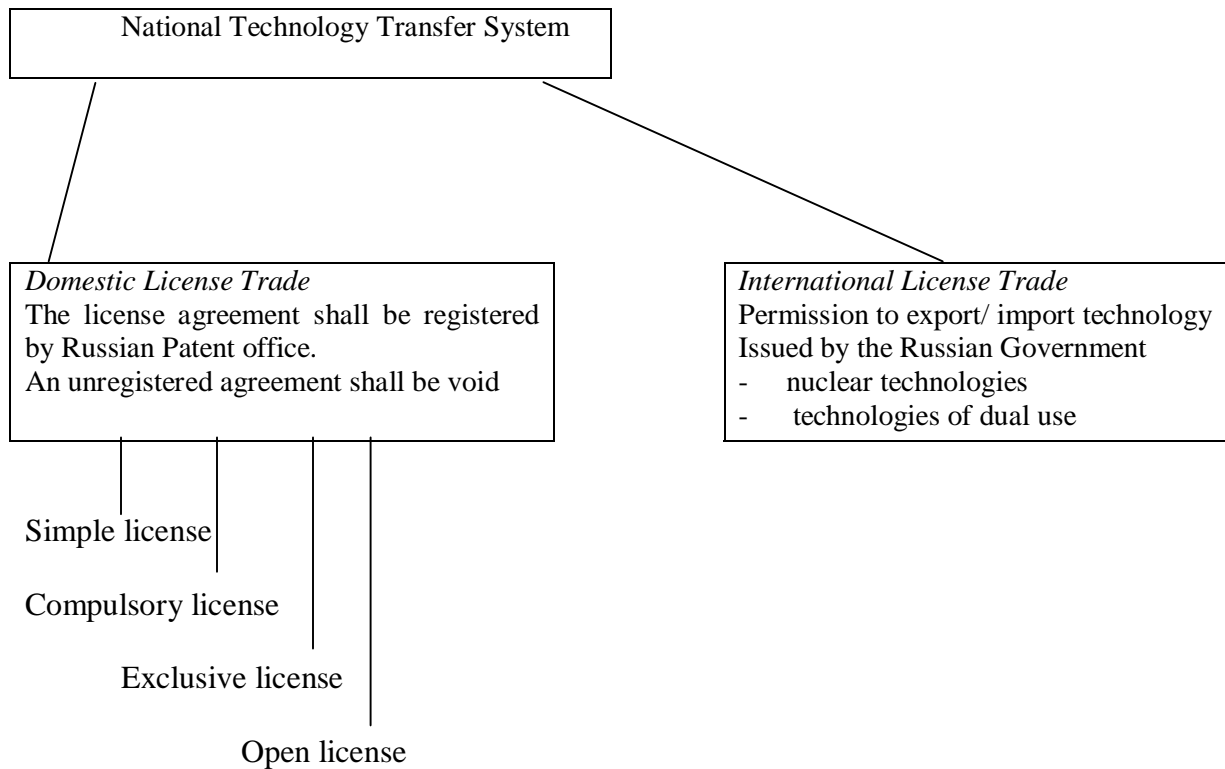 National Technology Transfer System
Domestic License Trade
The license agreement shall be registered
by Russian Patent office.
An unregistered agreement shall be void
International License Trade
Permission to export/ import technology
Issued by the Russian Government
- nuclear technologies
- technologies of dual use
Simple license
Compulsory license
Exclusive license
Open license